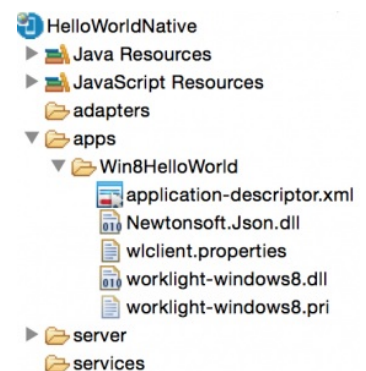 HelloWorldNative
Java Resources
JavaScript Resources
adapters
apps
Win8HelloWorld
application-descriptor.xml
Newtonsoft.Json.dll
wlclient.properties
worklight-windows8.dll
worklight-windows8.pri
server
services